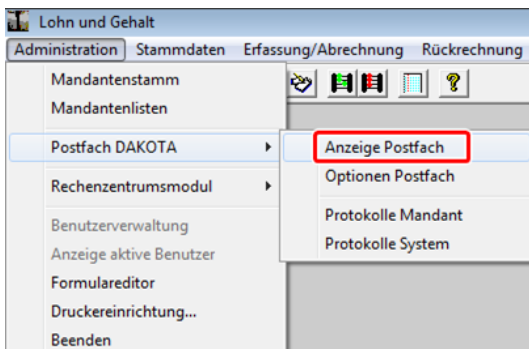 Lohn und Gehalt
Administration Stammdaten Erfassung/Abrechnung Rückrechnung
Mandantenstamm
Mandantenlisten
Postfach DAKOTA
Anzeige Postfach
Optionen Postfach
Rechenzentrumsmodul
Protokolle Mandant
Protokolle System
Benutzerverwaltung
Anzeige aktive Benutzer
Formulareditor
Druckereinrichtung...
Beenden